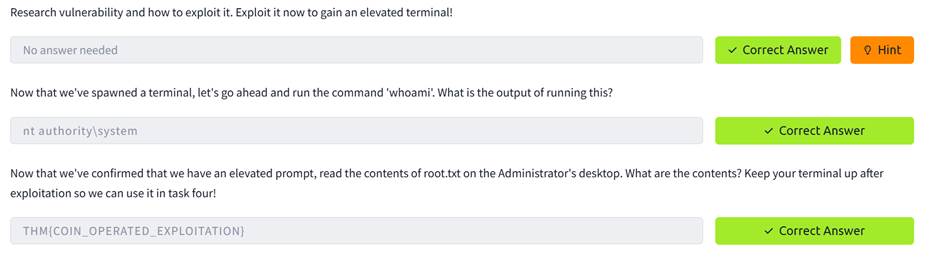 Research vulnerability and how to exploit it. Exploit it now to gain an elevated terminal!
No answer needed
Correct Answer
Hint
Now that we've spawned a terminal, let's go ahead and run the command 'whoami'. What is the output of running this?
nt authority\system
Correct Answer
Now that we've confirmed that we have an elevated prompt, read the contents of root.txt on the Administrator's desktop. What are the contents? Keep your terminal up after
exploitation so we can use it in task four!
THM{COIN_OPERATED_EXPLOITATION}
Correct Answer